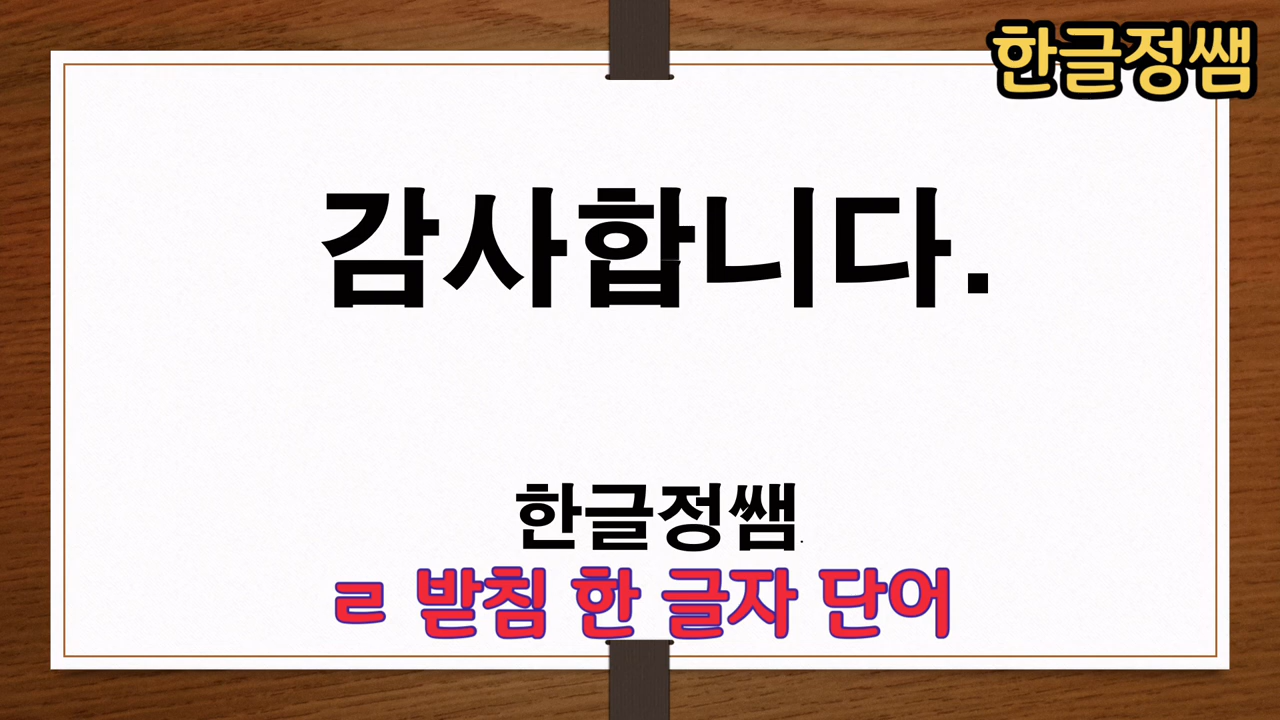 한글정쌤
감사합니다.
한글정쌤.
ㄹ 받침 한 글자 단어